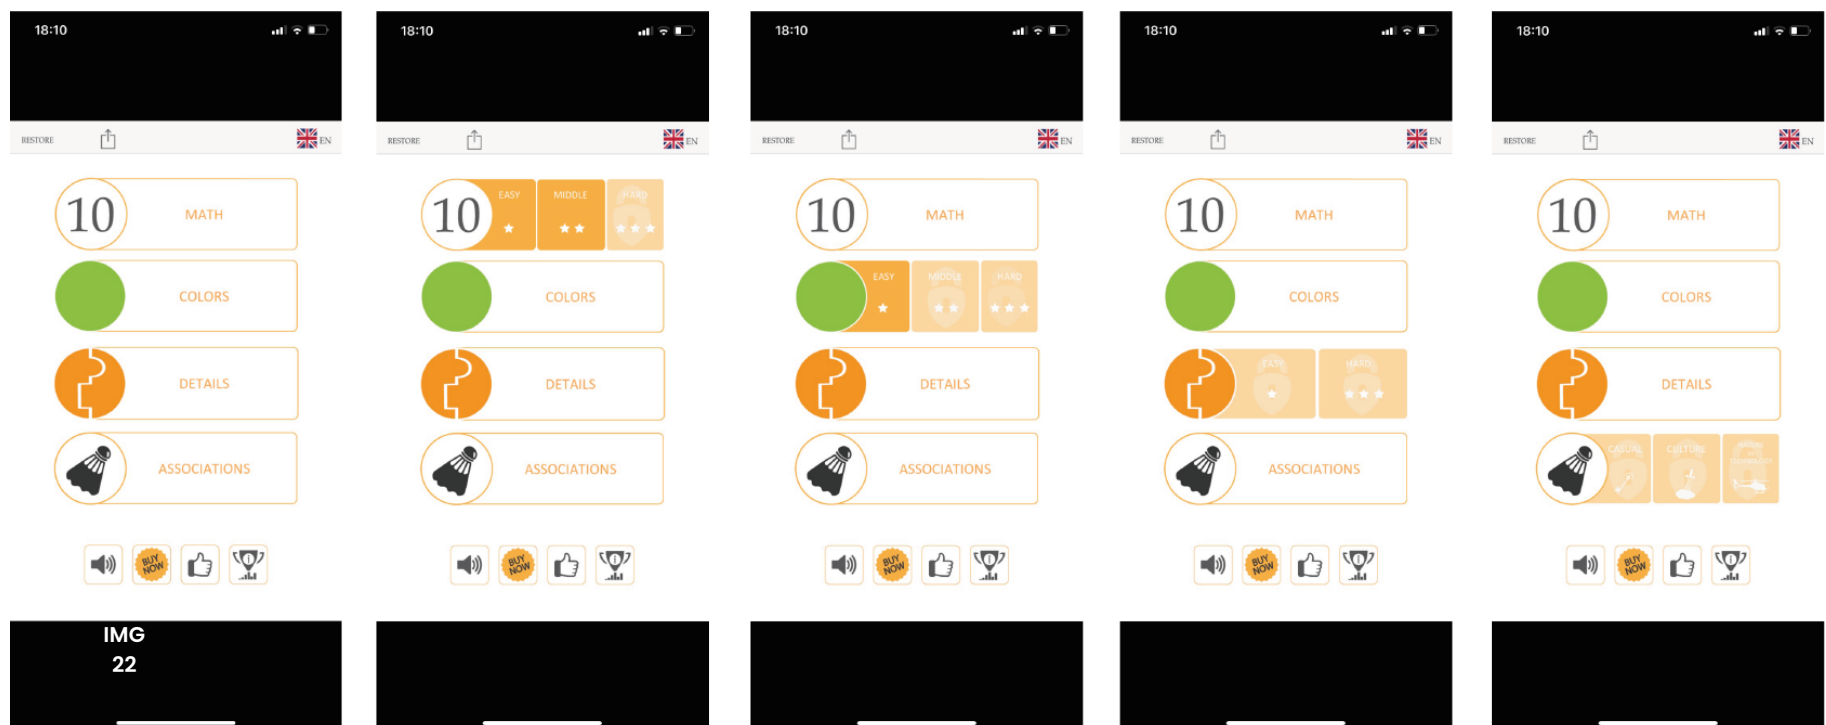 18:10
RESTORE
EN
10
MATH
COLORS
DETAILS
ASSOCIATIONS
BUY
NOW
IMG
22
18:10
RESTORE
EN
10
EASY
MIDDLE
HARD
COLORS
DETAILS
ASSOCIATIONS
BUY
NOW
18:10
RESTORE
EN
10
MATH
EASY
MIDDLE
HARD
DETAILS
ASSOCIATIONS
BUY
NOW
18:10
RESTORE
EN
10
MATH
COLORS
EASY
HARD
ASSOCIATIONS
BUY
NOW
18:10
RESTORE
EN
10
MATH
COLORS
DETAILS
CASUAL
CULTURE
TECHNOLOGY
BUY
NOW